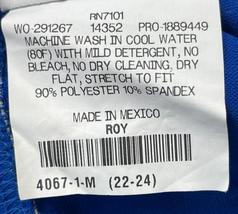 RN7101
WO-291267 14352 PRO-1889449
MACHINE WASH IN COOL WATER
(80F) WITH MILD DETERGENT, NO
BLEACH, NO DRY CLEANING, DRY
FLAT, STRETCH TO FIT
90% POLYESTER 10% SPANDEX
MADE IN MEXICO
ROY
4067-1-M (22-24)